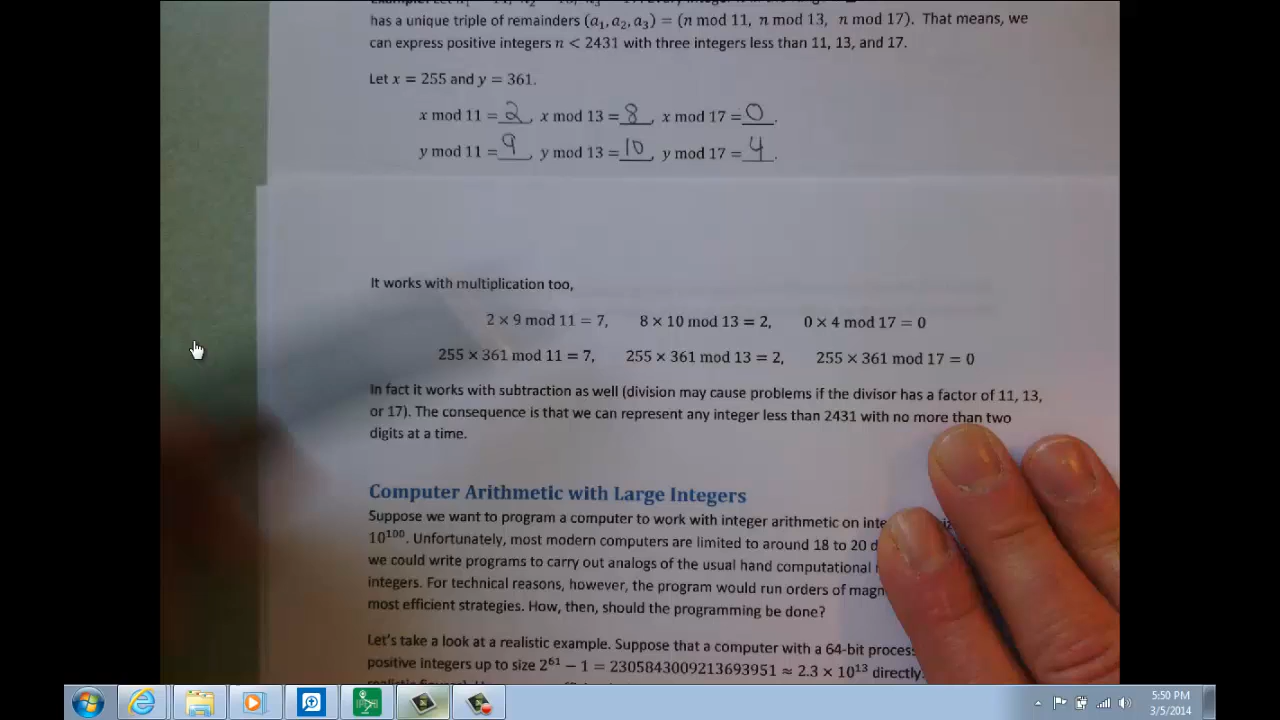 has a unique triple of remainders (a₁, a₂, a₃) = (n mod 11, n mod 13, n mod 17). That means, we
can express positive integers n < 2431 with three integers less than 11, 13, and 17.
Let x = 255 and y = 361.
x mod 11 = 2, x mod 13 = 8, x mod 17 = 0.
y mod 11 = 9, y mod 13 = 10, y mod 17 = 4.
It works with multiplication too,
2 × 9 mod 11 = 7, 8 × 10 mod 13 = 2, 0 × 4 mod 17 = 0
255 × 361 mod 11 = 7, 255 × 361 mod 13 = 2, 255 × 361 mod 17 = 0
In fact it works with subtraction as well (division may cause problems if the divisor has a factor of 11, 13,
or 17). The consequence is that we can represent any integer less than 2431 with no more than two
digits at a time.
Computer Arithmetic with Large Integers
Suppose we want to program a computer to work with integer arithmetic on
10¹⁰⁰. Unfortunately, most modern computers are limited to around 18 to 20
we could write programs to carry out analogs of the usual hand computational
integers. For technical reasons, however, the program would run orders of
most efficient strategies. How, then, should the programming be done?
Let's take a look at a realistic example. Suppose that a computer with a 64-bit
positive integers up to size 2⁶¹ − 1 = 2305843009213693951 ≈ 2.3 × 10¹³ directly.
5:50 PM
3/5/2014